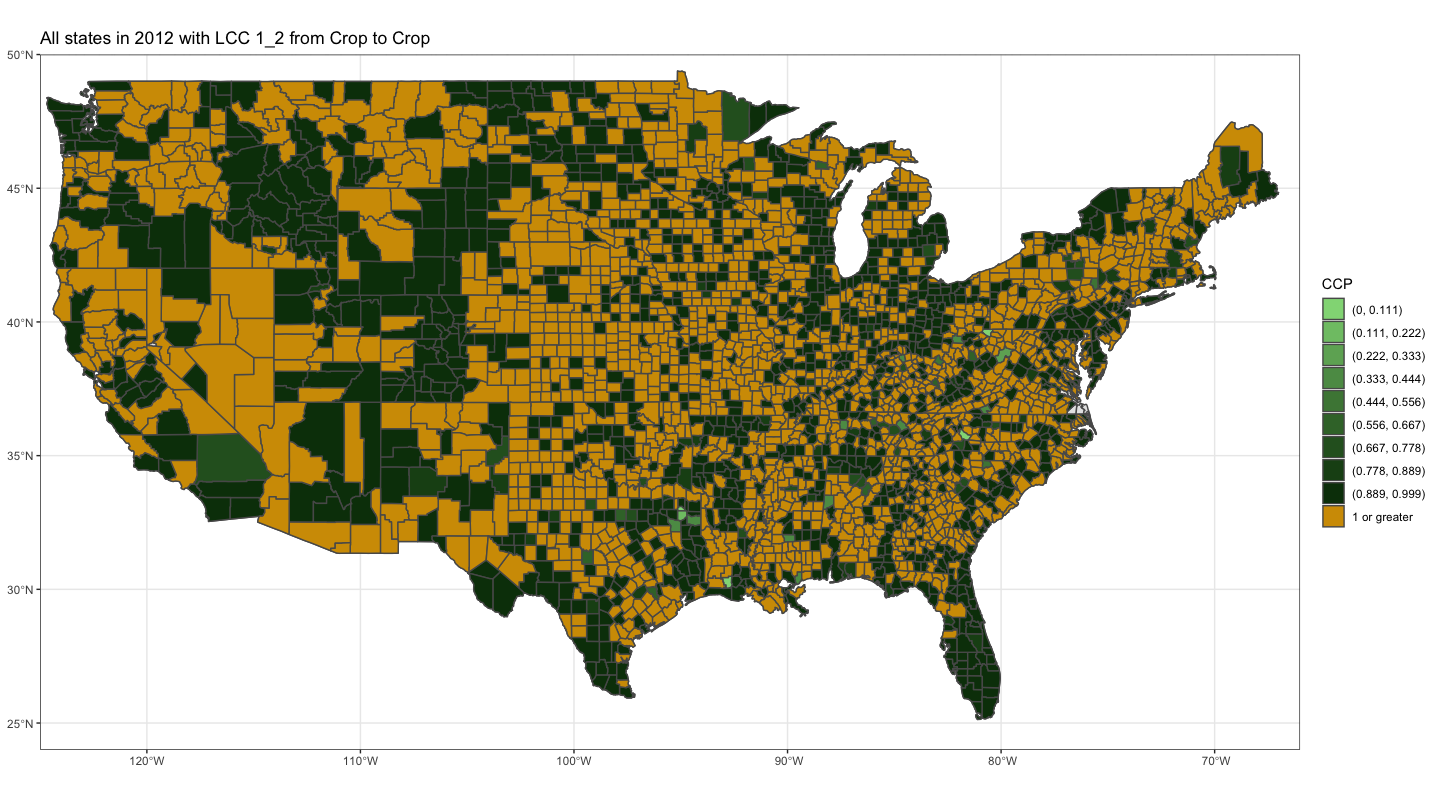 All states in 2012 with LCC 1_2 from Crop to Crop
50°N
45°N
40°N
35°N
30°N
25°N
120°W
110°W
100°W
90°W
80°W
70°W
CCP
(0, 0.111)
(0.111, 0.222)
(0.222, 0.333)
(0.333, 0.444)
(0.444, 0.556)
(0.556, 0.667)
(0.667, 0.778)
(0.778, 0.889)
(0.889, 0.999)
1 or greater